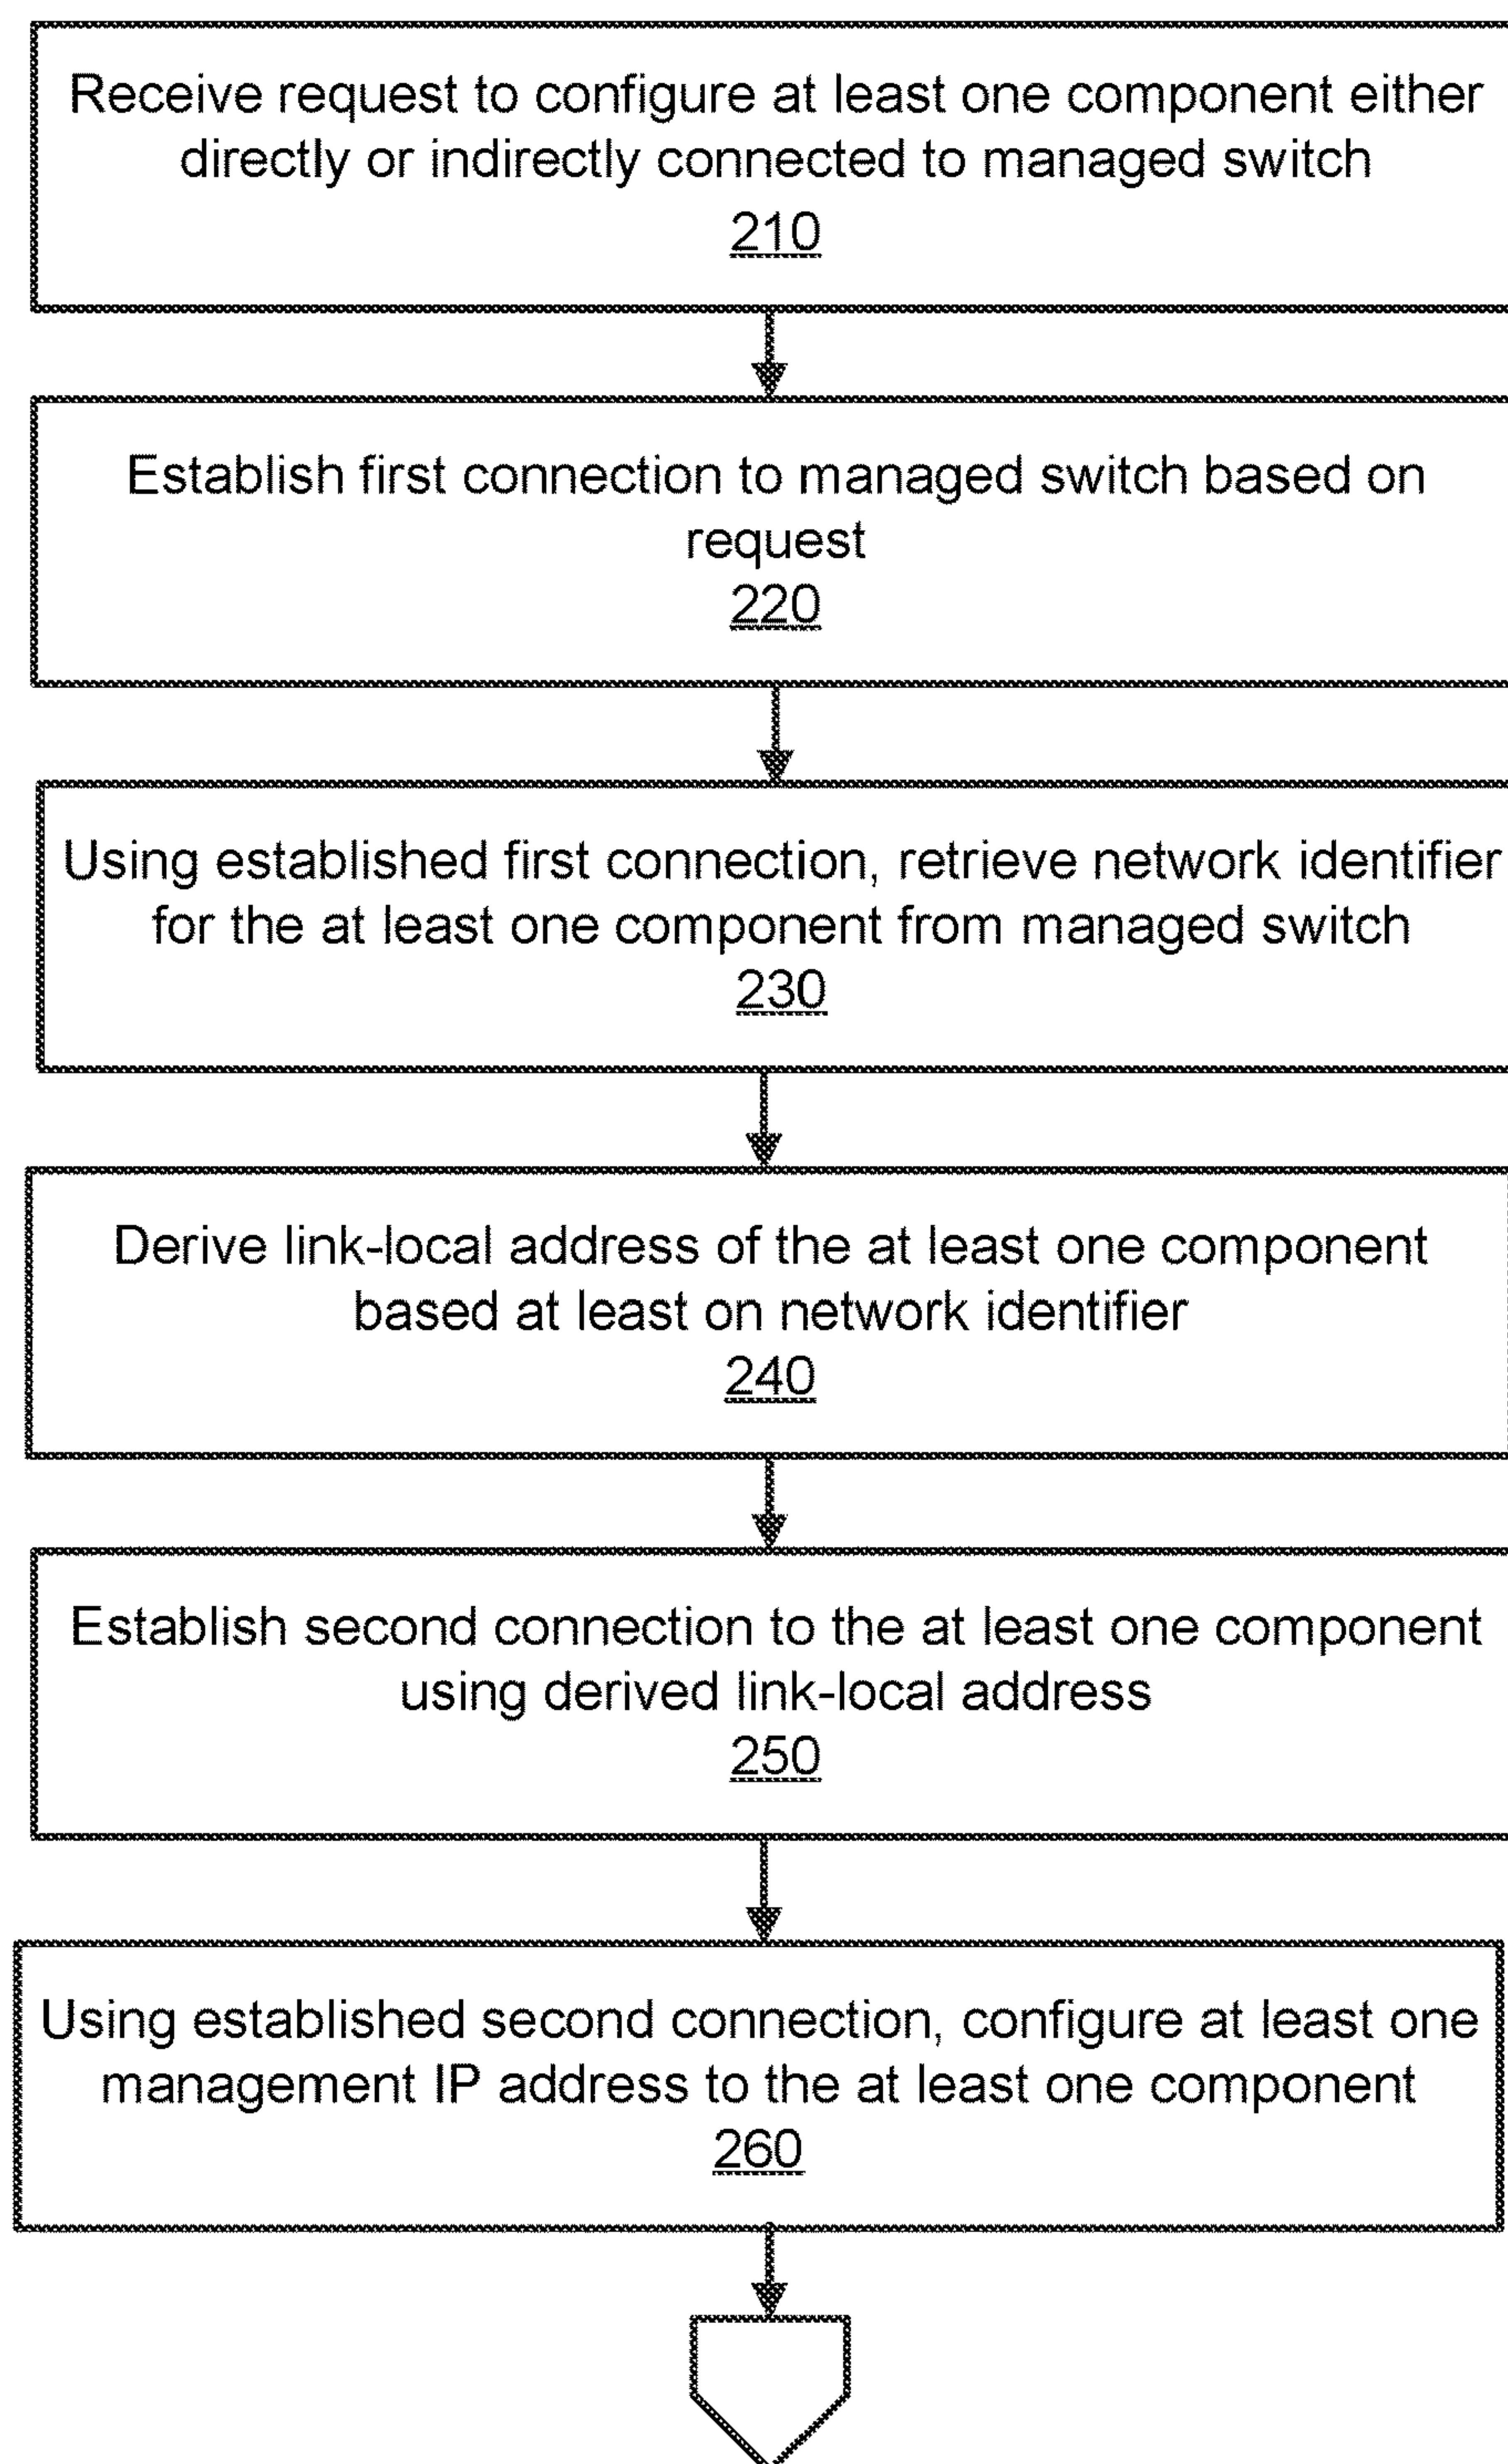 Receive request to configure at least one component either
directly or indirectly connected to managed switch
210
Establish first connection to managed switch based on
request
220
Using established first connection, retrieve network identifier
for the at least one component from managed switch
230
Derive link-local address of the at least one component
based at least on network identifier
240
Establish second connection to the at least one component
using derived link-local address
250
Using established second connection, configure at least one
management IP address to the at least one component
260